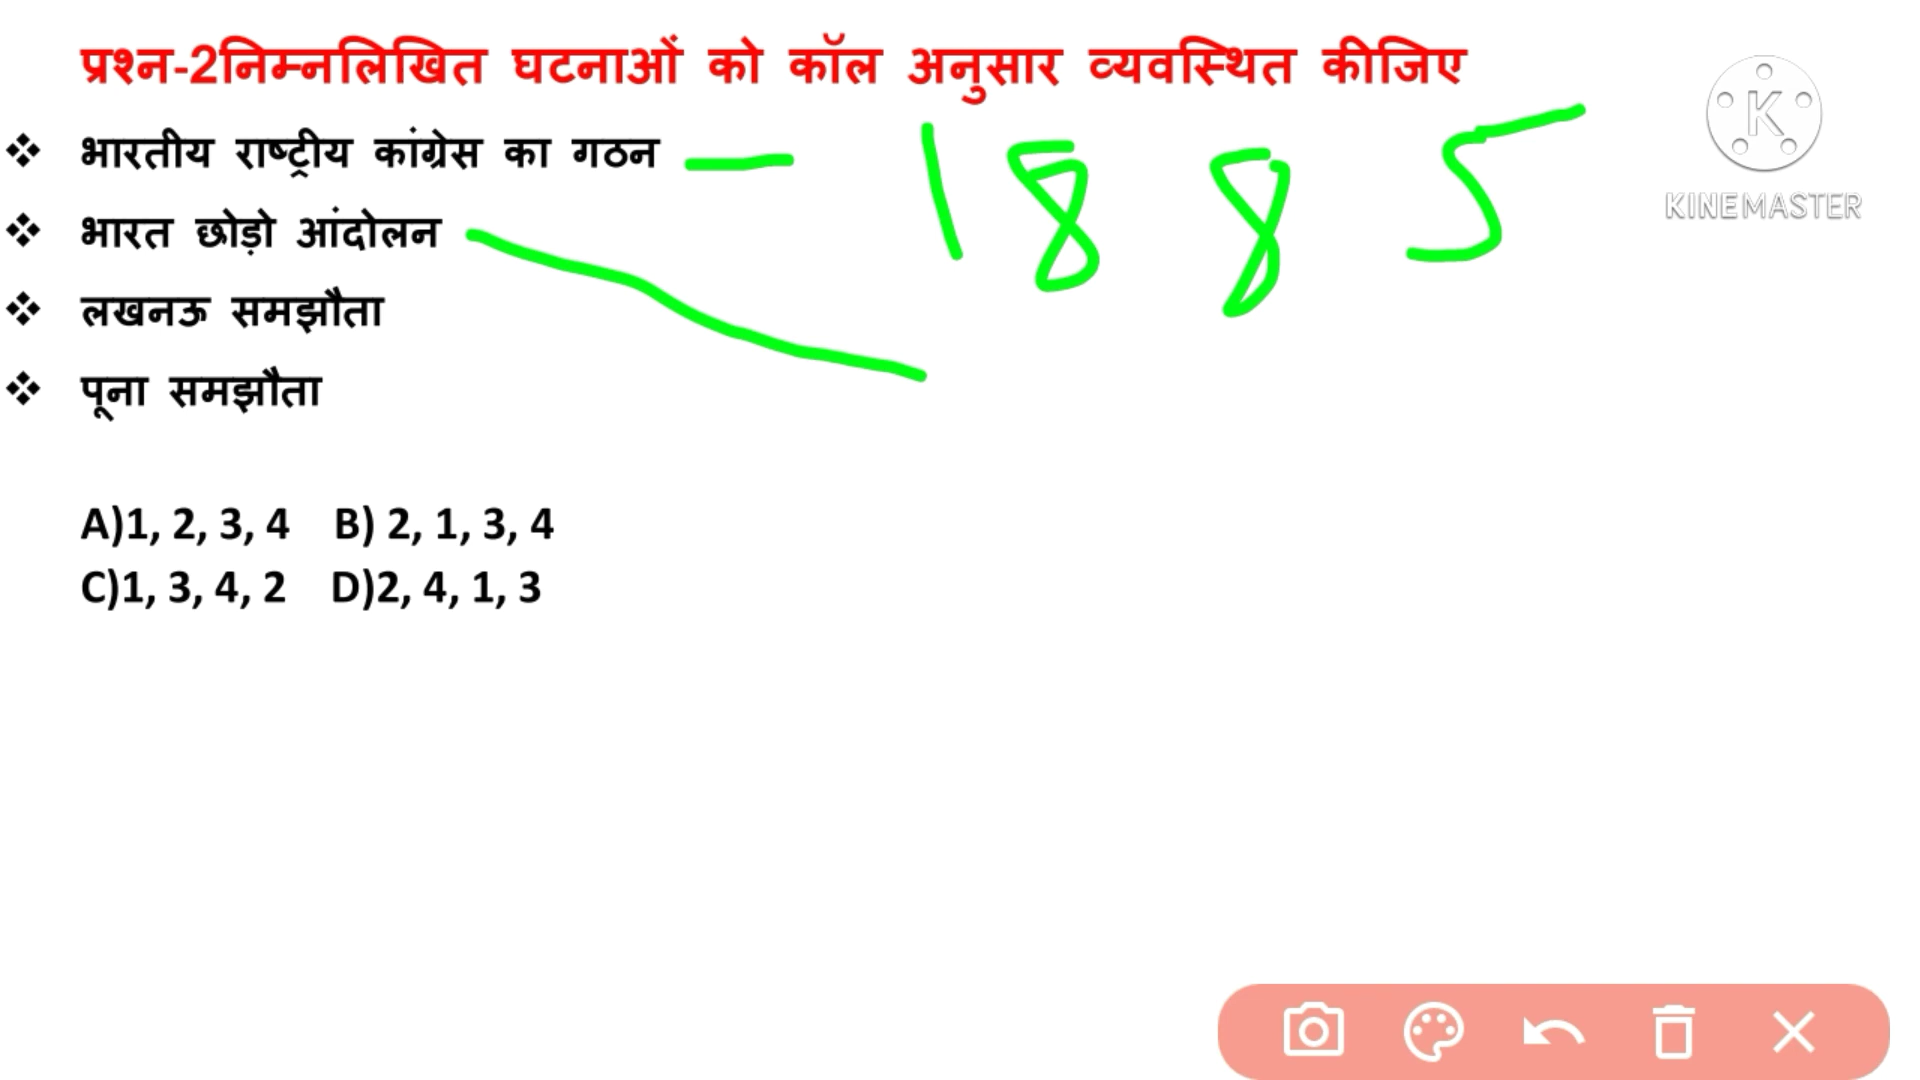 प्रश्न-2निम्नलिखित घटनाओं को कॉल अनुसार व्यवस्थित कीजिए
❖ भारतीय राष्ट्रीय कांग्रेस का गठन — 1885
❖ भारत छोड़ो आंदोलन
❖ लखनऊ समझौता
❖ पूना समझौता
A)1, 2, 3, 4 B) 2, 1, 3, 4
C)1, 3, 4, 2 D)2, 4, 1, 3
K
KINEMASTER